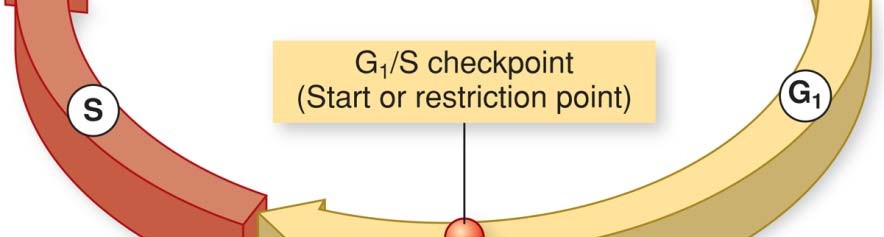 G₁/S checkpoint
(Start or restriction point)
S
G₁